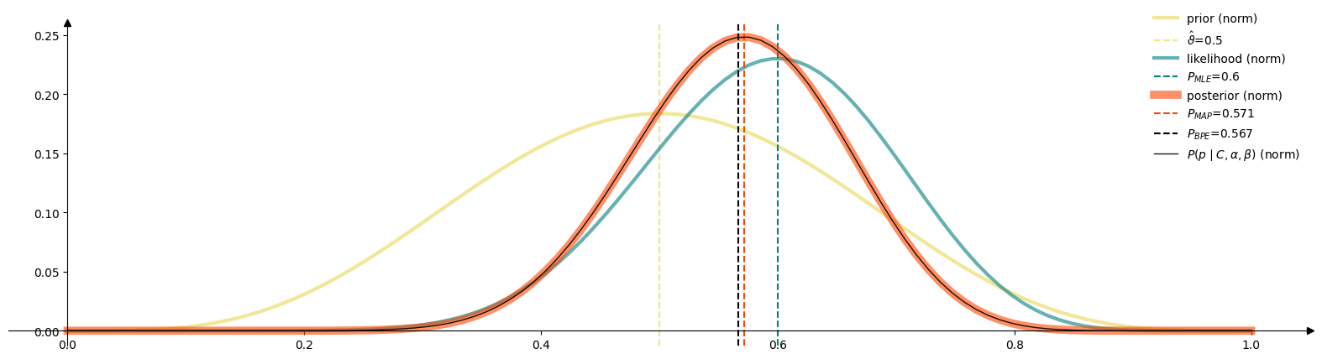 prior (norm)
ϑ̂=0.5
likelihood (norm)
P_MLE=0.6
posterior (norm)
P_MAP=0.571
P_BPE=0.567
P(p | C, α, β) (norm)
0.25
0.20
0.15
0.10
0.05
0.00
0.0 0.2 0.4 0.6 0.8 1.0